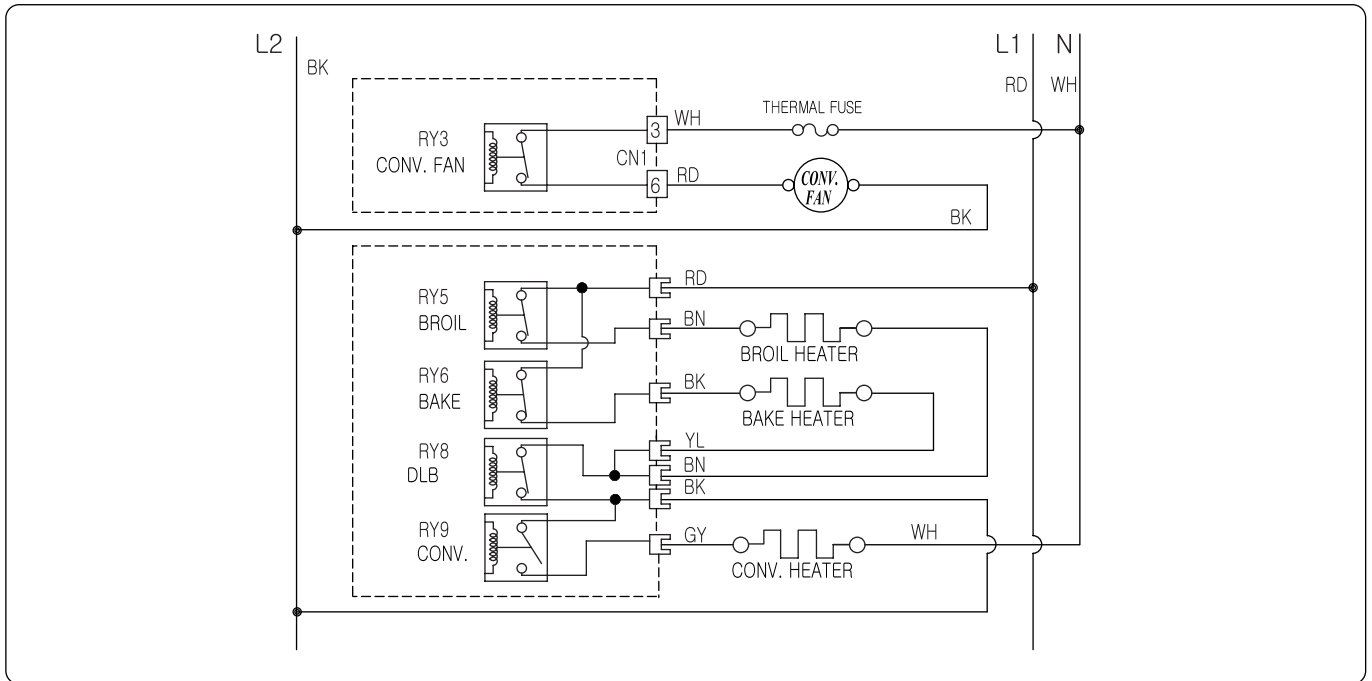 L2
L1
N
BK
RD
WH
THERMAL FUSE
RY3
CONV. FAN
CN1
3
WH
6
RD
CONV.
FAN
BK
RY5
BROIL
RD
BN
BROIL HEATER
RY6
BAKE
BK
BAKE HEATER
RY8
DLB
YL
BN
BK
RY9
CONV.
GY
WH
CONV. HEATER